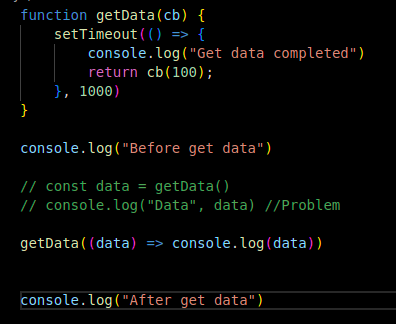 function getData(cb) {
    setTimeout(() => {
        console.log("Get data completed")
        return cb(100);
    }, 1000)
}

console.log("Before get data")

// const data = getData()
// console.log("Data", data) //Problem

getData((data) => console.log(data))


console.log("After get data")